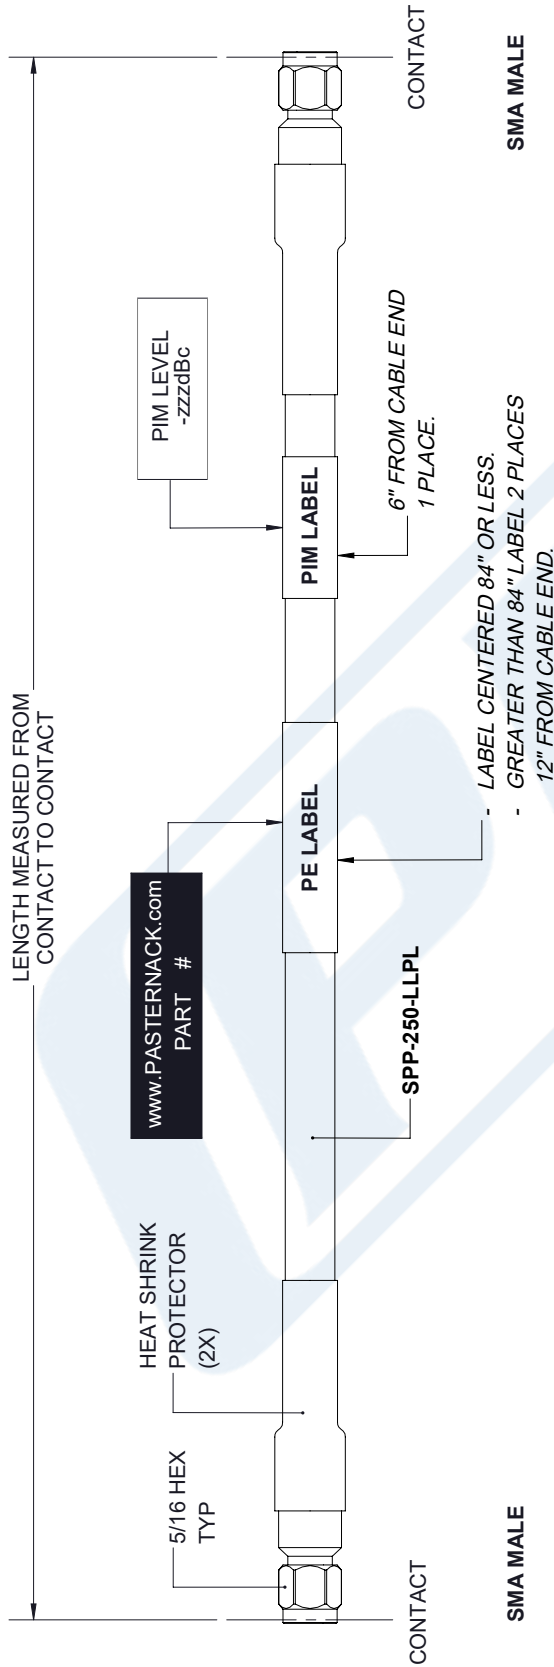 LENGTH MEASURED FROM
CONTACT TO CONTACT
5/16 HEX
TYP
HEAT SHRINK
PROTECTOR
(2X)
www.PASTERNACK.com
PART #
PIM LEVEL
-zzzdBc
PE LABEL
PIM LABEL
CONTACT
SPP-250-LLPL
6" FROM CABLE END
1 PLACE.
CONTACT
- LABEL CENTERED 84" OR LESS.
- GREATER THAN 84" LABEL 2 PLACES
12" FROM CABLE END.
SMA MALE
SMA MALE